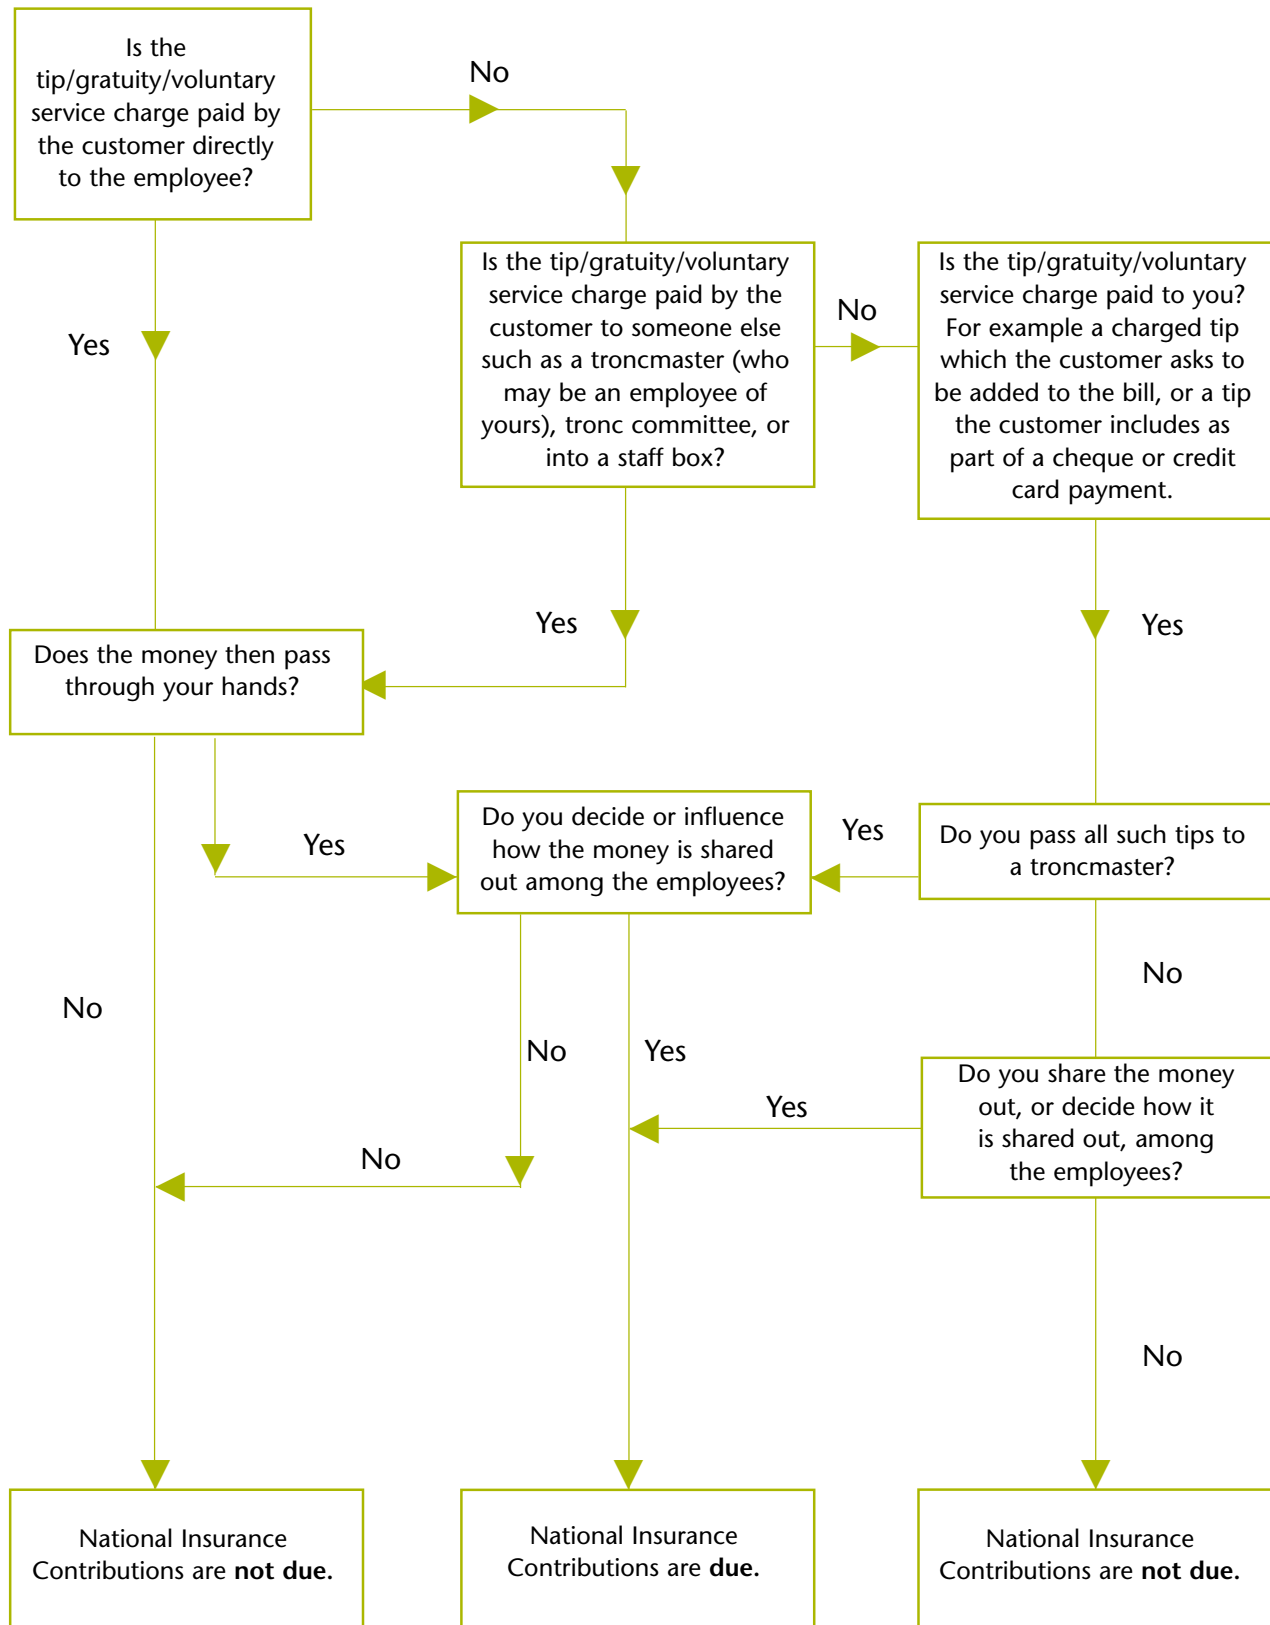 Is the
tip/gratuity/voluntary
service charge paid by
the customer directly
to the employee?
No
Yes
Is the tip/gratuity/voluntary
service charge paid by the
customer to someone else
such as a troncmaster (who
may be an employee of
yours), tronc committee, or
into a staff box?
No
Is the tip/gratuity/voluntary
service charge paid to you?
For example a charged tip
which the customer asks to
be added to the bill, or a tip
the customer includes as
part of a cheque or credit
card payment.
Yes
Yes
Does the money then pass
through your hands?
Yes
Do you decide or influence
how the money is shared
out among the employees?
Yes
Do you pass all such tips to
a troncmaster?
No
No
No
Yes
No
Yes
Do you share the money
out, or decide how it
is shared out, among
the employees?
No
National Insurance
Contributions are not due.
National Insurance
Contributions are due.
National Insurance
Contributions are not due.